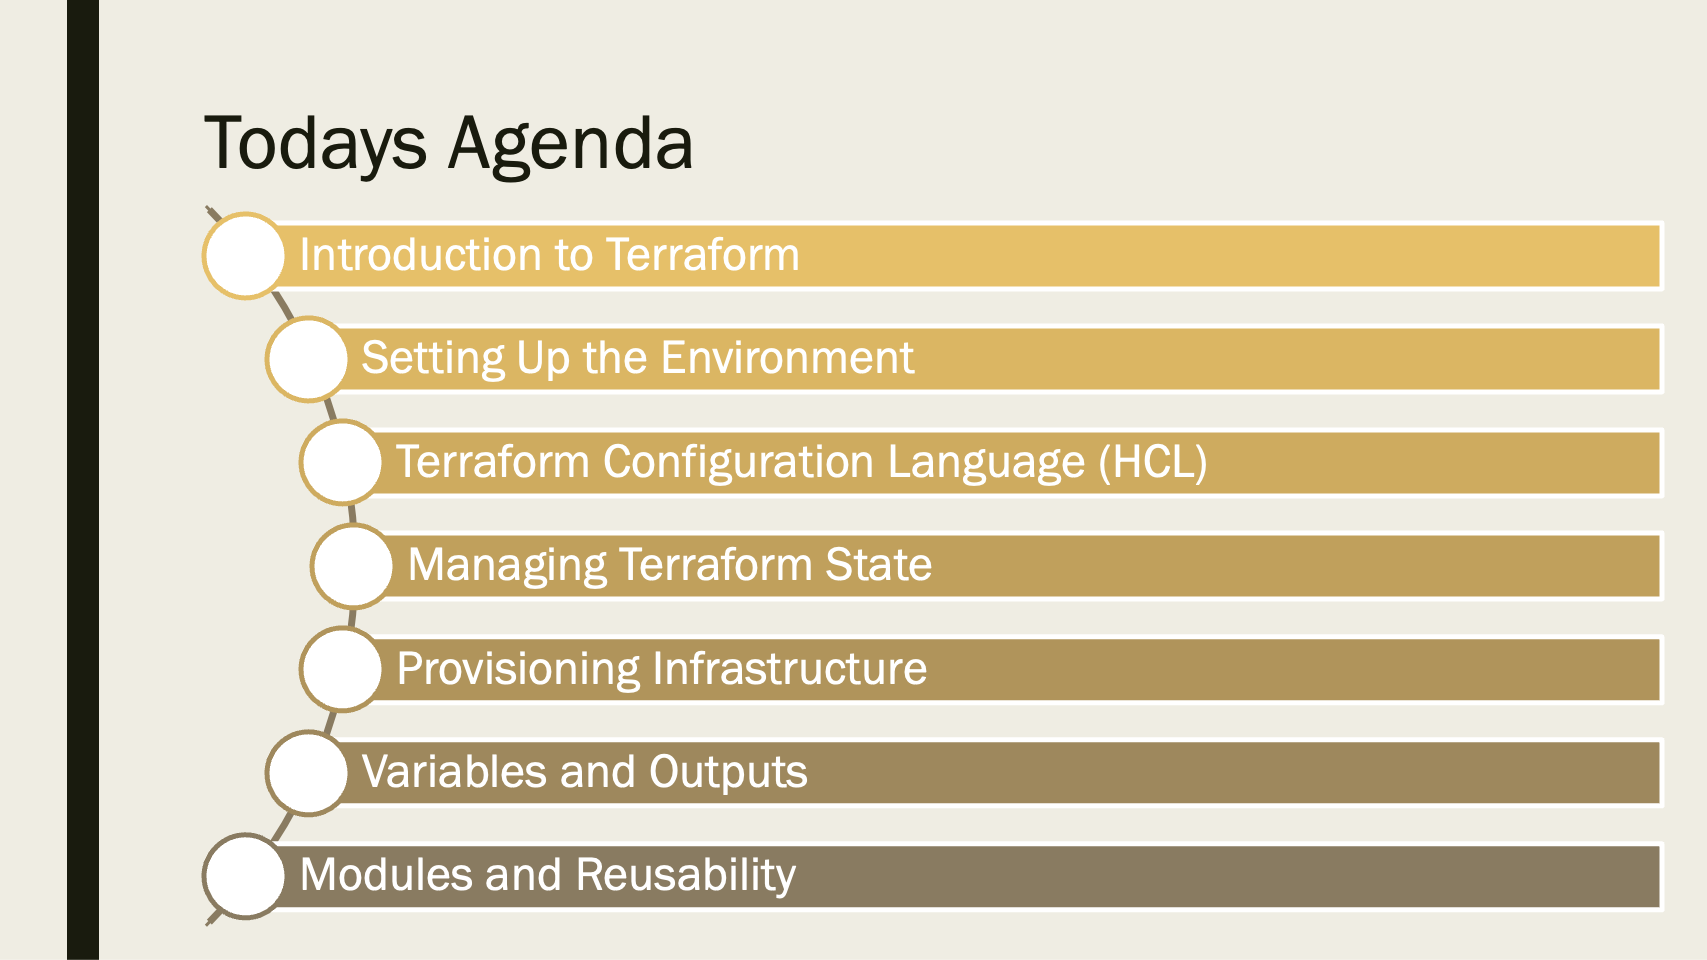 Todays Agenda
Introduction to Terraform
Setting Up the Environment
Terraform Configuration Language (HCL)
Managing Terraform State
Provisioning Infrastructure
Variables and Outputs
Modules and Reusability